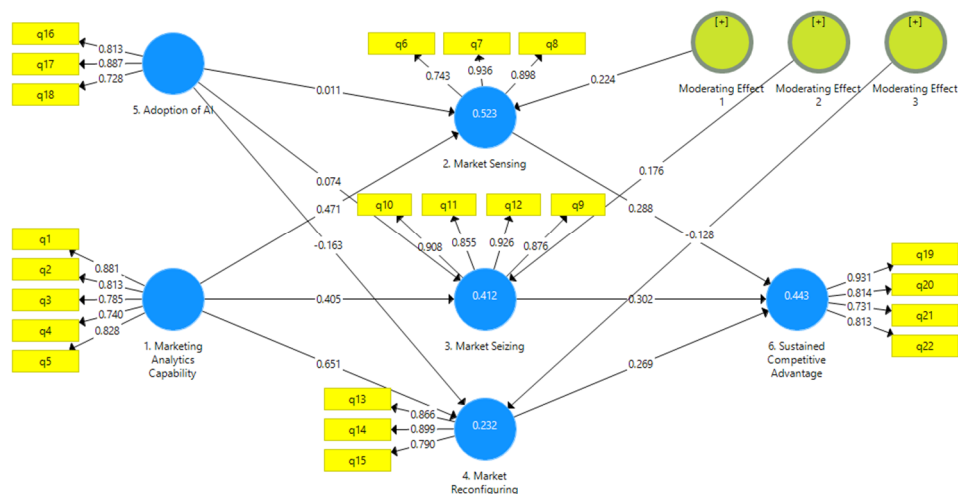 q16
q17
q18
0.813
0.887
0.728
5. Adoption of AI
q6
q7
q8
0.743
0.936
0.898
0.523
2. Market Sensing
[+]
[+]
[+]
Moderating Effect
1
Moderating Effect
2
Moderating Effect
3
0.011
0.224
0.074
0.471
-0.163
0.176
0.288
-0.128
q10
q11
q12
q9
0.908
0.855
0.926
0.876
q1
q2
q3
q4
q5
0.881
0.813
0.785
0.740
0.828
1. Marketing
Analytics
Capability
0.405
0.412
3. Market Seizing
0.302
0.443
6. Sustained
Competitive
Advantage
0.931
0.814
0.731
0.813
q19
q20
q21
q22
0.651
0.269
q13
q14
q15
0.866
0.899
0.790
0.232
4. Market
Reconfiguring